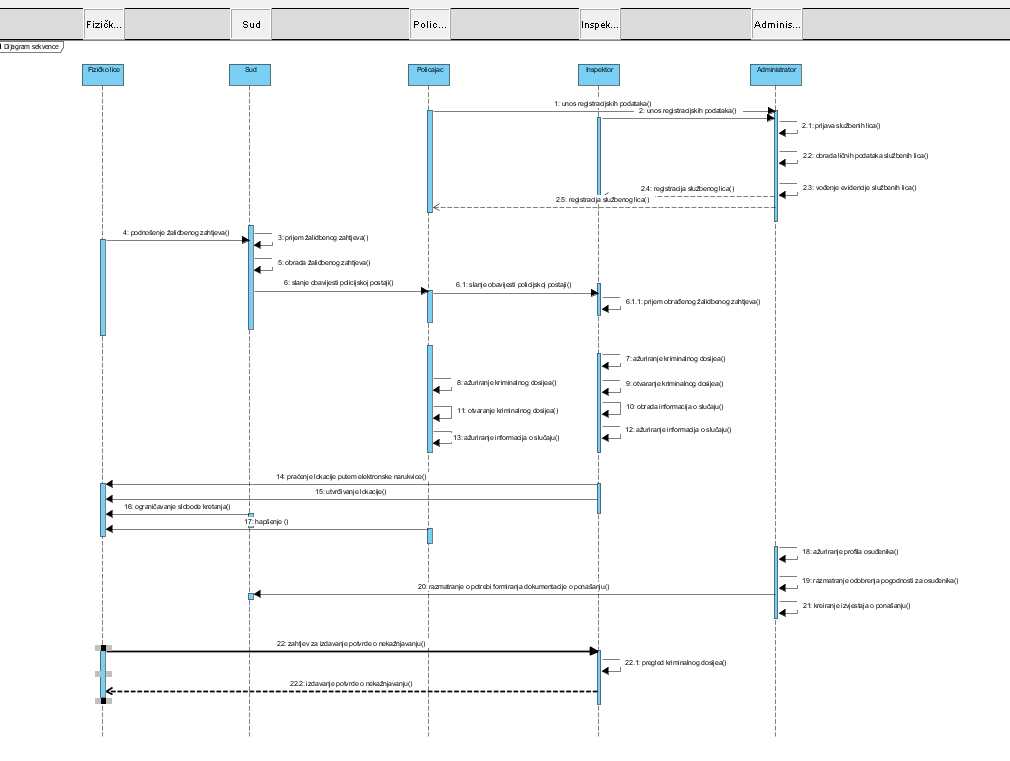 Fizičk...
Sud
Polic...
Inspek...
Adminis...
Dijagram sekvence
Fizičko lice
Sud
Policajac
Inspektor
Administrator
1: unos registracijskih podataka()
2: unos registracijskih podataka()
2.1: prijava službenih lica()
2.2: obrada ličnih podataka službenih lica()
2.3: vođenje evidencije službenih lica()
2.4: registracija službenog lica()
2.5: registracija službenog lica()
4: podnošenje žalidbenog zahtjeva()
3: prijem žalidbenog zahtjeva()
5: obrada žalidbenog zahtjeva()
6: slanje obavijesti policijskoj postaji()
6.1: slanje obavijesti policijskoj postaji()
6.1.1: prijem obrađenog žalidbenog zahtjeva()
7: ažuriranje kriminalnog dosijea()
8: ažuriranje kriminalnog dosijea()
9: otvaranje kriminalnog dosijea()
10: obrada informacija o slučaju()
11: otvaranje kriminalnog dosijea()
12: ažuriranje informacija o slučaju()
13: ažuriranje informacija o slučaju()
14: praćenje lokacije putem elektronske narukvice()
15: utvrđivanje lokacije()
16: ograničavanje slobode kretanja()
17: hapšenje ()
18: ažuriranje profila osuđenika()
19: razmatranje odobrenja pogodnosti za osuđenika()
20: razmatranje o potrebi formiranja dokumentacije o ponašanju()
21: kreiranje izvještaja o ponašanju()
22: zahtjev za izdavanje potvrde o nekažnjavanju()
22.1: pregled kriminalnog dosijea()
22.2: izdavanje potvrde o nekažnjavanju()